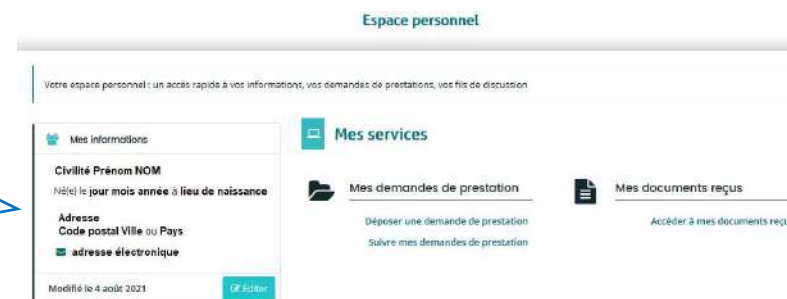 Espace personnel
Votre espace personnel : un accès rapide à vos informations, vos demandes de prestations, vos fils de discussion
Mes informations
Civilité Prénom NOM
Né(e) le jour mois année à lieu de naissance
Adresse
Code postal Ville ou Pays
adresse électronique
Modifié le 4 août 2021
Editer
Mes services
Mes demandes de prestation
Déposer une demande de prestation
Suivre mes demandes de prestation
Mes documents reçus
Accéder à mes documents reçu